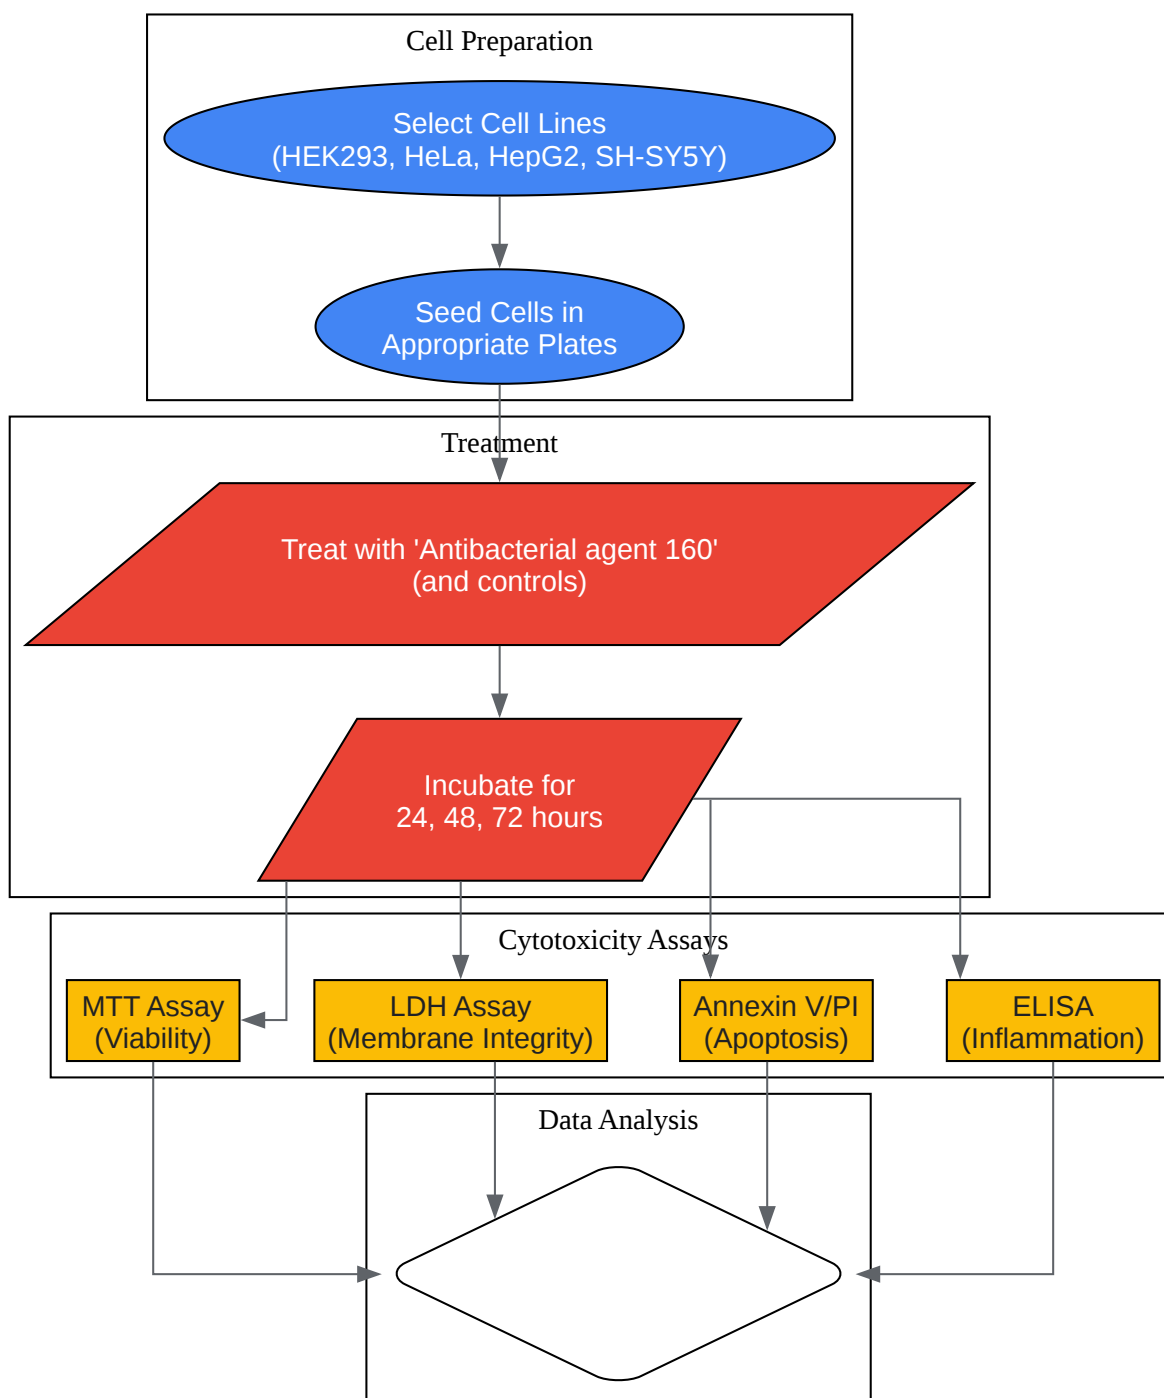 Cell Preparation
Select Cell Lines
(HEK293, HeLa, HepG2, SH-SY5Y)
Seed Cells in
Appropriate Plates
Treatment
Treat with 'Antibacterial agent 160'
(and controls)
Incubate for
24, 48, 72 hours
Cytotoxicity Assays
MTT Assay
(Viability)
LDH Assay
(Membrane Integrity)
Annexin V/PI
(Apoptosis)
ELISA
(Inflammation)
Data Analysis